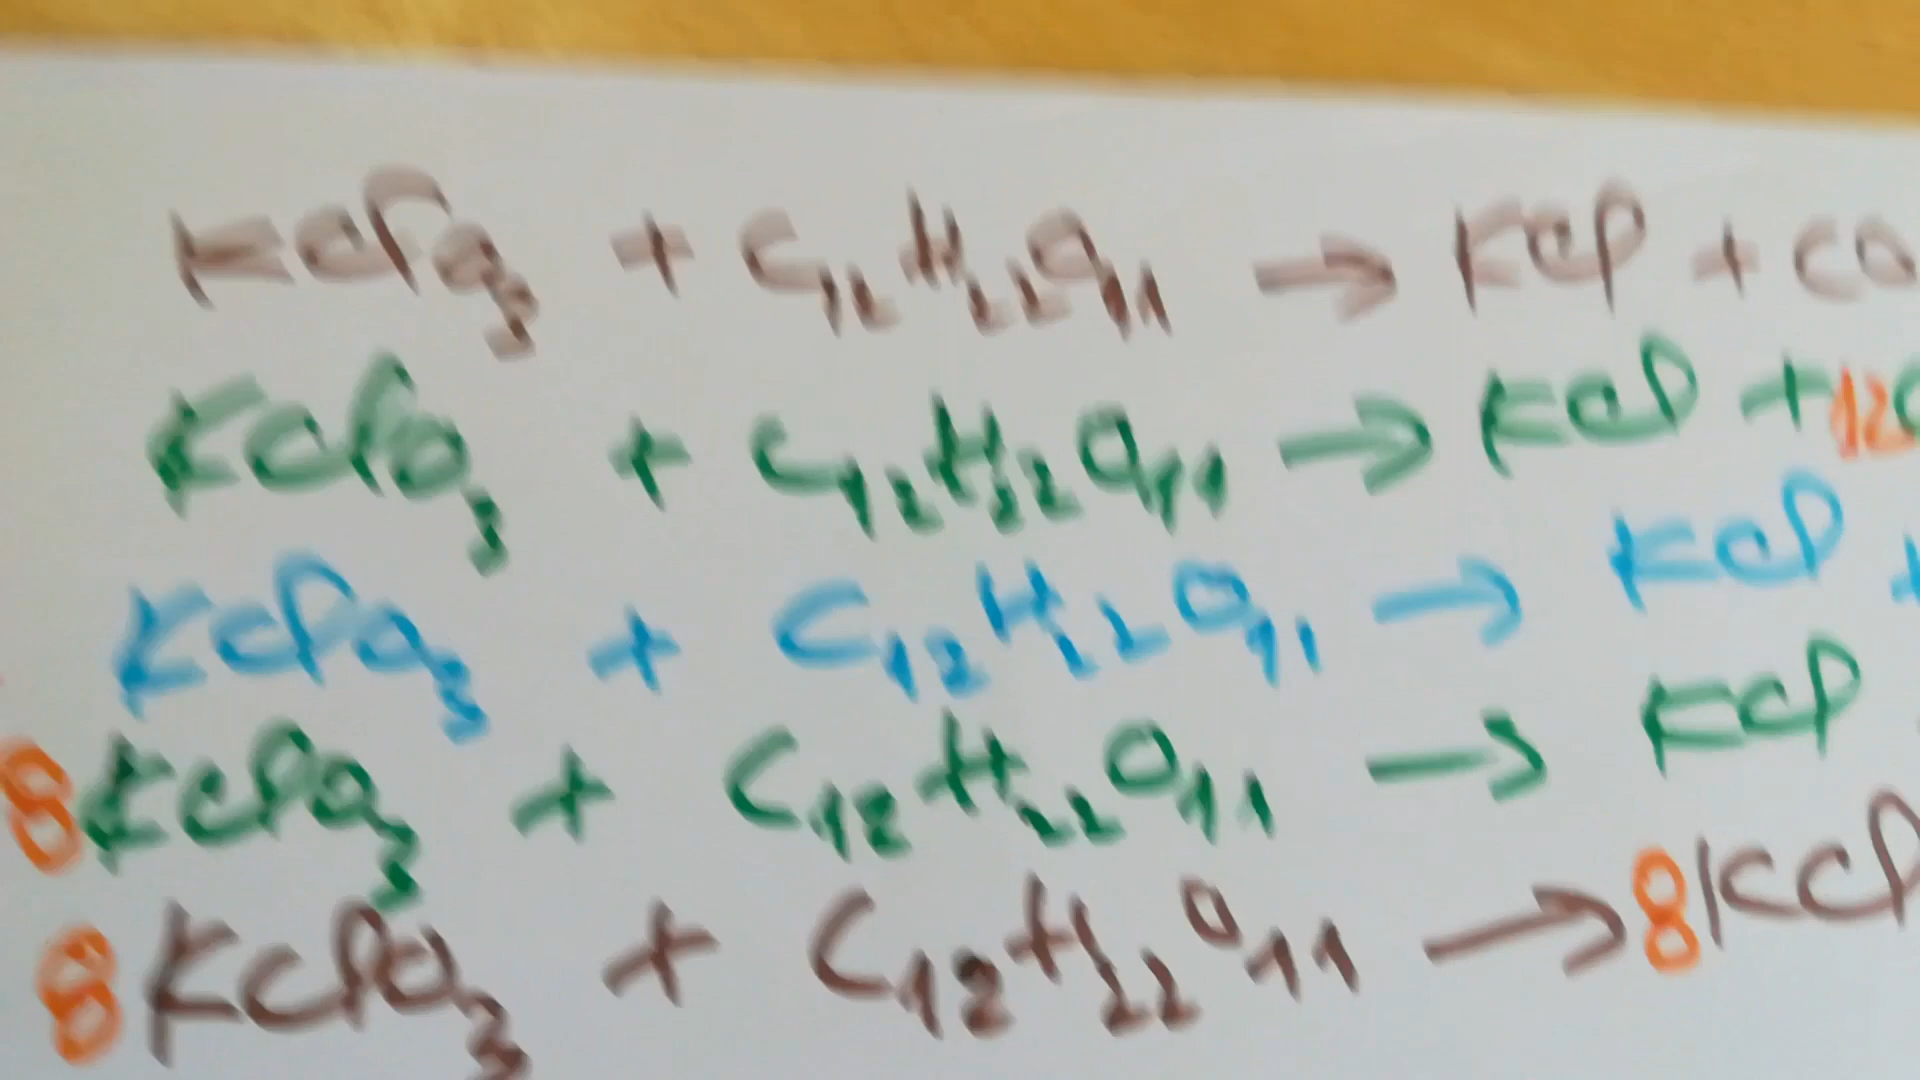 KClO3 + C12H22O11 → KCl + CO
KClO3 + C12H22O11 → KCl + 12C
KClO3 + C12H22O11 → KCl +
8KClO3 + C12H22O11 → KCl
8KClO3 + C12H22O11 → 8KCl